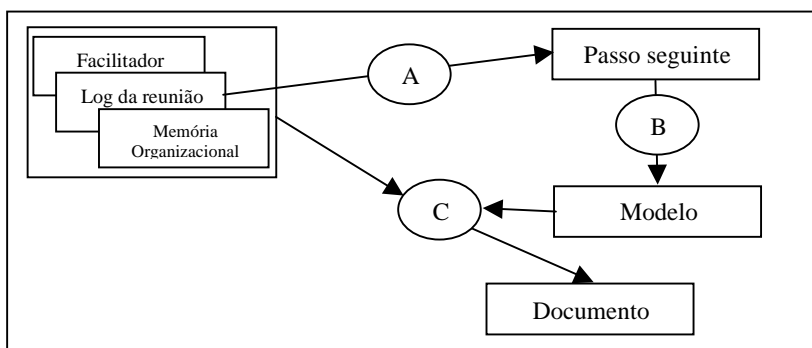 Facilitador
Log da reunião
Memória
Organizacional
A
Passo seguinte
B
C
Modelo
Documento